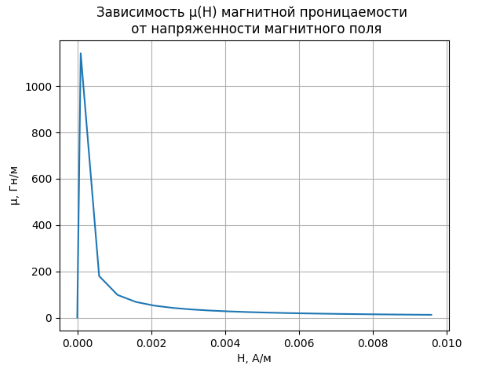 Зависимость μ(H) магнитной проницаемости
от напряженности магнитного поля
μ, Гн/м
1000
800
600
400
200
0
0.000 0.002 0.004 0.006 0.008 0.010
H, А/м